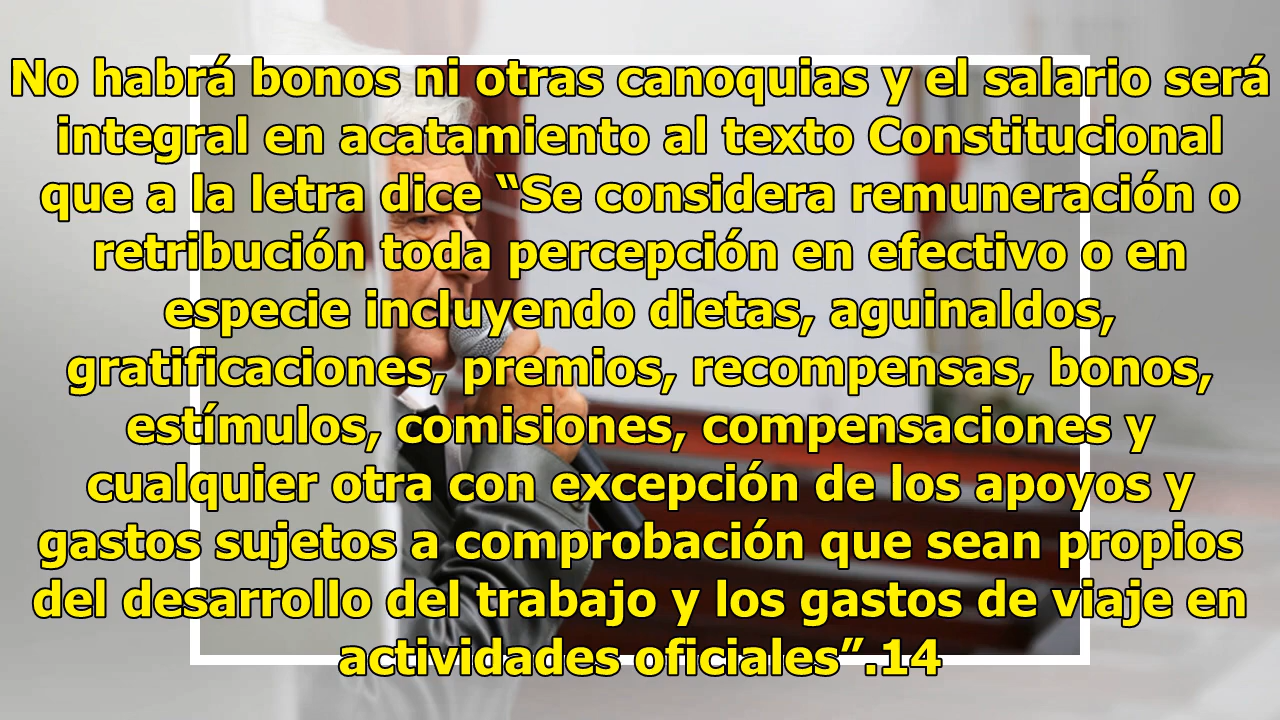 No habrá bonos ni otras canoquias y el salario será
integral en acatamiento al texto Constitucional
que a la letra dice “Se considera remuneración o
retribución toda percepción en efectivo o en
especie incluyendo dietas, aguinaldos,
gratificaciones, premios, recompensas, bonos,
estímulos, comisiones, compensaciones y
cualquier otra con excepción de los apoyos y
gastos sujetos a comprobación que sean propios
del desarrollo del trabajo y los gastos de viaje en
actividades oficiales”.14